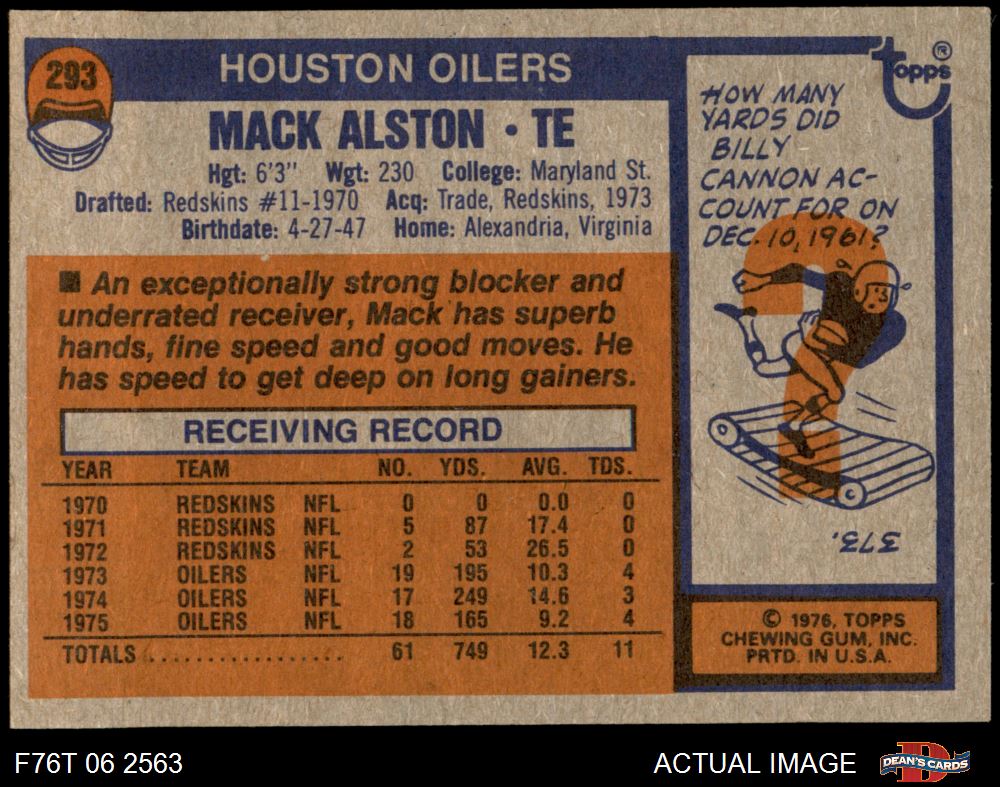 293
HOUSTON OILERS
MACK ALSTON • TE
Hgt: 6'3" Wgt: 230 College: Maryland St.
Drafted: Redskins #11-1970 Acq: Trade, Redskins, 1973
Birthdate: 4-27-47 Home: Alexandria, Virginia
■ An exceptionally strong blocker and
underrated receiver, Mack has superb
hands, fine speed and good moves. He
has speed to get deep on long gainers.
RECEIVING RECORD
YEAR TEAM NO. YDS. AVG. TDS.
1970 REDSKINS NFL 0 0 0.0 0
1971 REDSKINS NFL 5 87 17.4 0
1972 REDSKINS NFL 2 53 26.5 0
1973 OILERS NFL 19 195 10.3 4
1974 OILERS NFL 17 249 14.6 3
1975 OILERS NFL 18 165 9.2 4
TOTALS .................. 61 749 12.3 11
topps ®
HOW MANY
YARDS DID
BILLY
CANNON AC-
COUNT FOR ON
DEC. 10, 1961?
?
373.
© 1976, TOPPS
CHEWING GUM, INC.
PRTD. IN U.S.A.
F76T 06 2563
ACTUAL IMAGE
DEAN'S CARDS